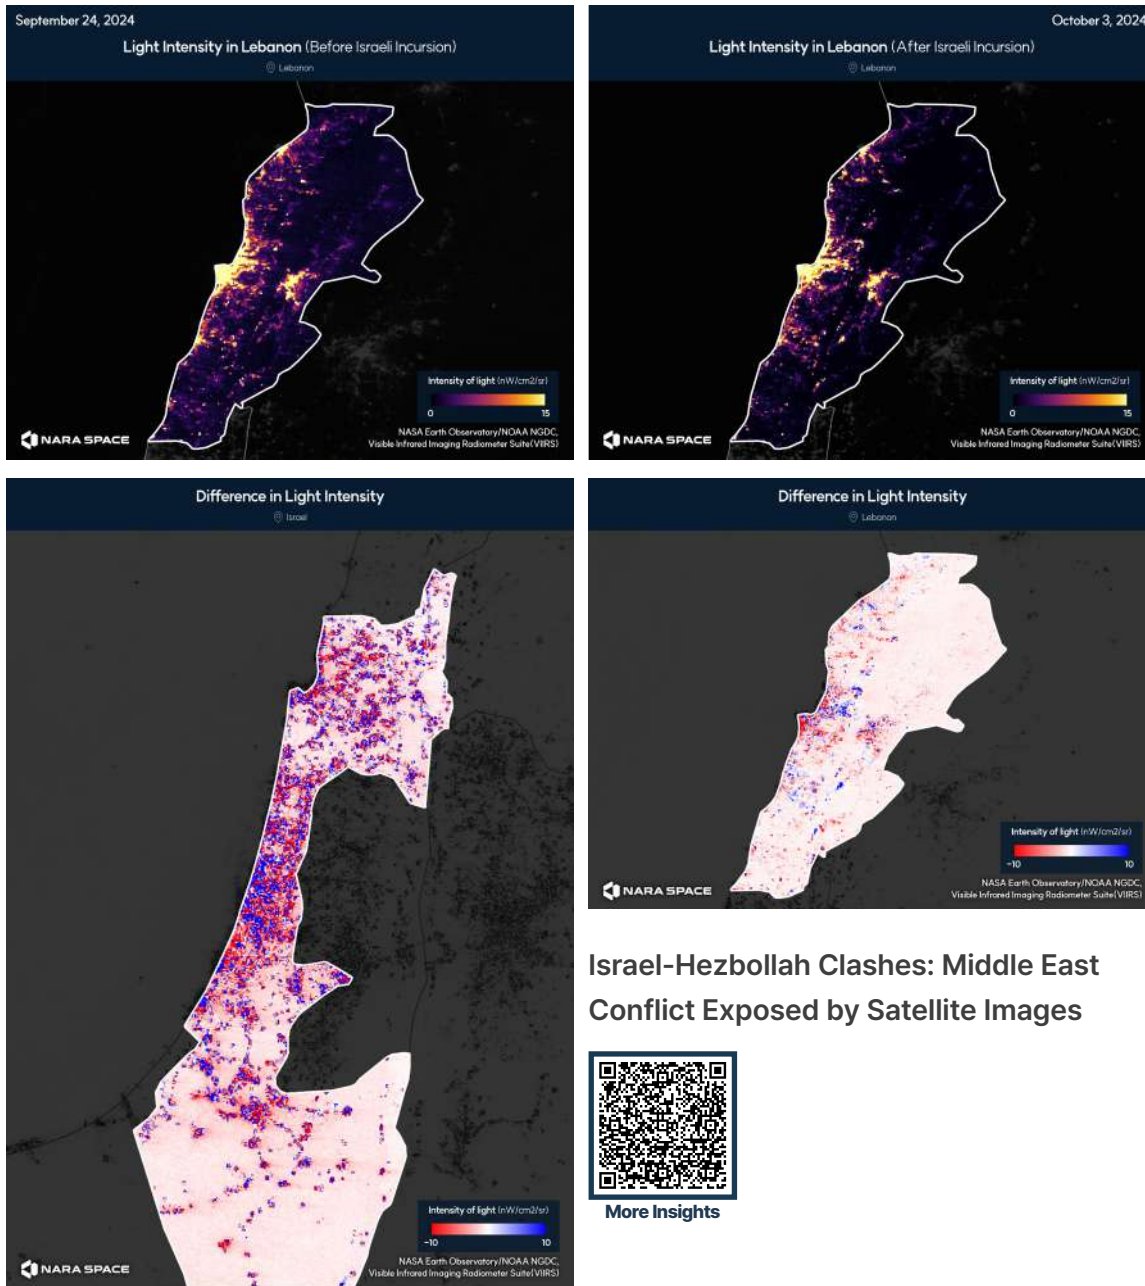 September 24, 2024
Light Intensity in Lebanon (Before Israeli Incursion)
Lebanon
Intensity of light (nW/cm2/sr)
0 15
NARA SPACE
NASA Earth Observatory/NOAA NGDC,
Visible Infrared Imaging Radiometer Suite(VIIRS)
October 3, 2024
Light Intensity in Lebanon (After Israeli Incursion)
Lebanon
Intensity of light (nW/cm2/sr)
0 15
NARA SPACE
NASA Earth Observatory/NOAA NGDC,
Visible Infrared Imaging Radiometer Suite(VIIRS)
Difference in Light Intensity
Israel
Intensity of light (nW/cm2/sr)
-10 10
NARA SPACE
NASA Earth Observatory/NOAA NGDC,
Visible Infrared Imaging Radiometer Suite(VIIRS)
Difference in Light Intensity
Lebanon
Intensity of light (nW/cm2/sr)
-10 10
NARA SPACE
NASA Earth Observatory/NOAA NGDC,
Visible Infrared Imaging Radiometer Suite(VIIRS)
Israel-Hezbollah Clashes: Middle East
Conflict Exposed by Satellite Images
More Insights